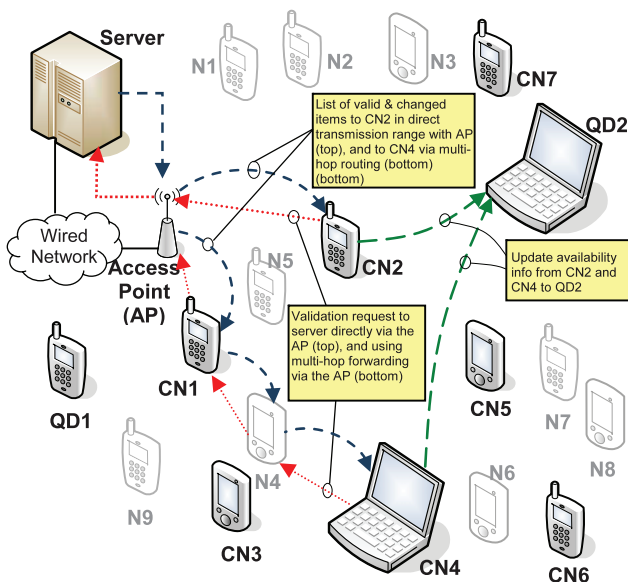 Server
N1
N2
N3
CN7
List of valid & changed
items to CN2 in direct
transmission range with AP
(top), and to CN4 via multi-
hop routing (bottom)
(bottom)
QD2
Wired
Network
Access
Point
(AP)
N5
CN2
Update availability
info from CN2 and
CN4 to QD2
Validation request to
server directly via the
AP (top), and using
multi-hop forwarding
via the AP (bottom)
CN1
QD1
CN5
N7
N8
N4
N9
CN3
CN4
N6
CN6